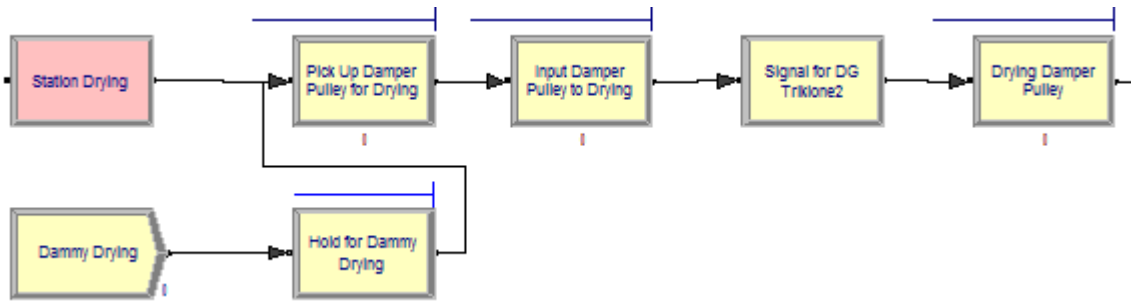 Station Drying
Pick Up Damper
Pulley for Drying
Input Damper
Pulley to Drying
Signal for DG
Triklone2
Drying Damper
Pulley
Dammy Drying
Hold for Dammy
Drying